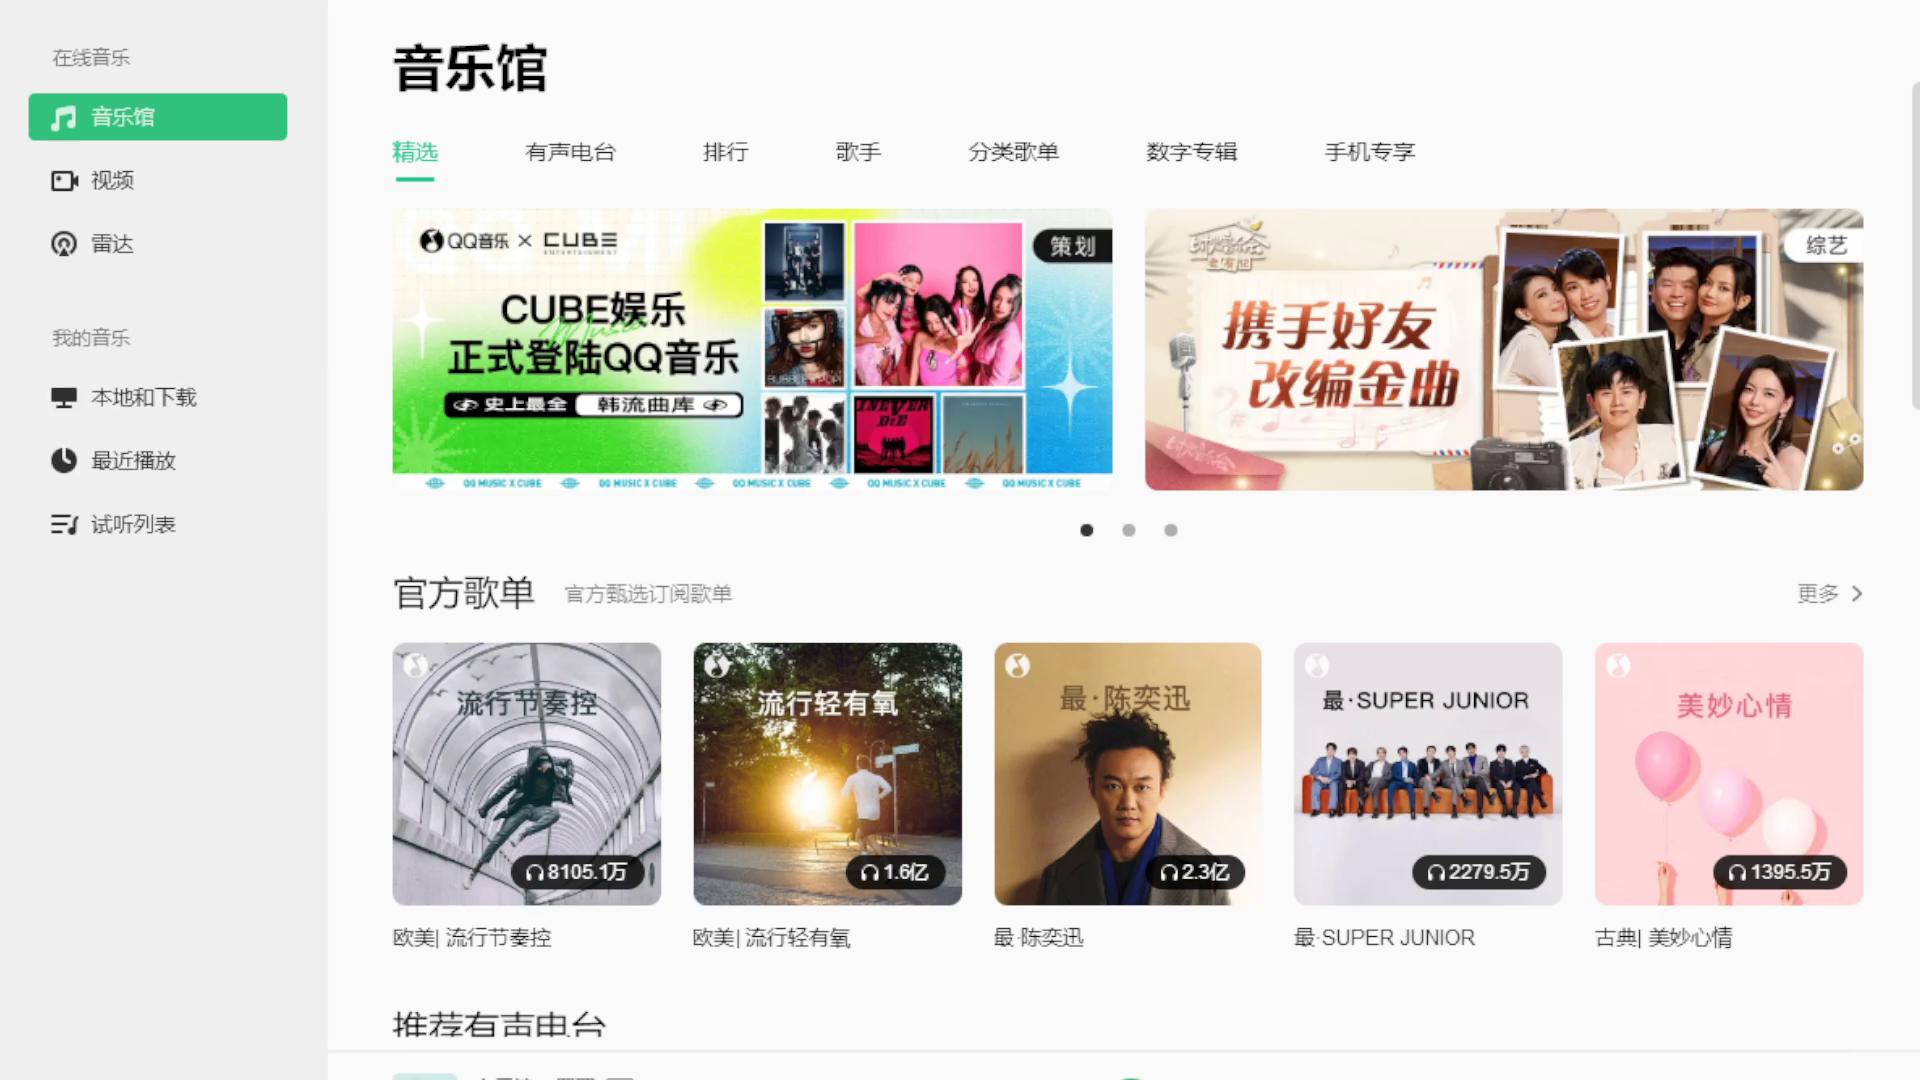 在线音乐
音乐馆
视频
雷达
我的音乐
本地和下载
最近播放
试听列表
音乐馆
精选 有声电台 排行 歌手 分类歌单 数字专辑 手机专享
QQ音乐 × CUBE
ENTERTAINMENT
策划
CUBE娱乐
Music
正式登陆QQ音乐
史上最全 韩流曲库
BUBBLE POP!
I NEVER DIE
QQ MUSIC X CUBE QQ MUSIC X CUBE QQ MUSIC X CUBE QQ MUSIC X CUBE QQ MUSIC X CUBE
综艺
携手好友
改编金曲
官方歌单 官方甄选订阅歌单 更多
流行节奏控
8105.1万
流行轻有氧
1.6亿
最·陈奕迅
2.3亿
最·SUPER JUNIOR
2279.5万
美妙心情
1395.5万
欧美| 流行节奏控
欧美| 流行轻有氧
最·陈奕迅
最·SUPER JUNIOR
古典| 美妙心情
推荐有声电台